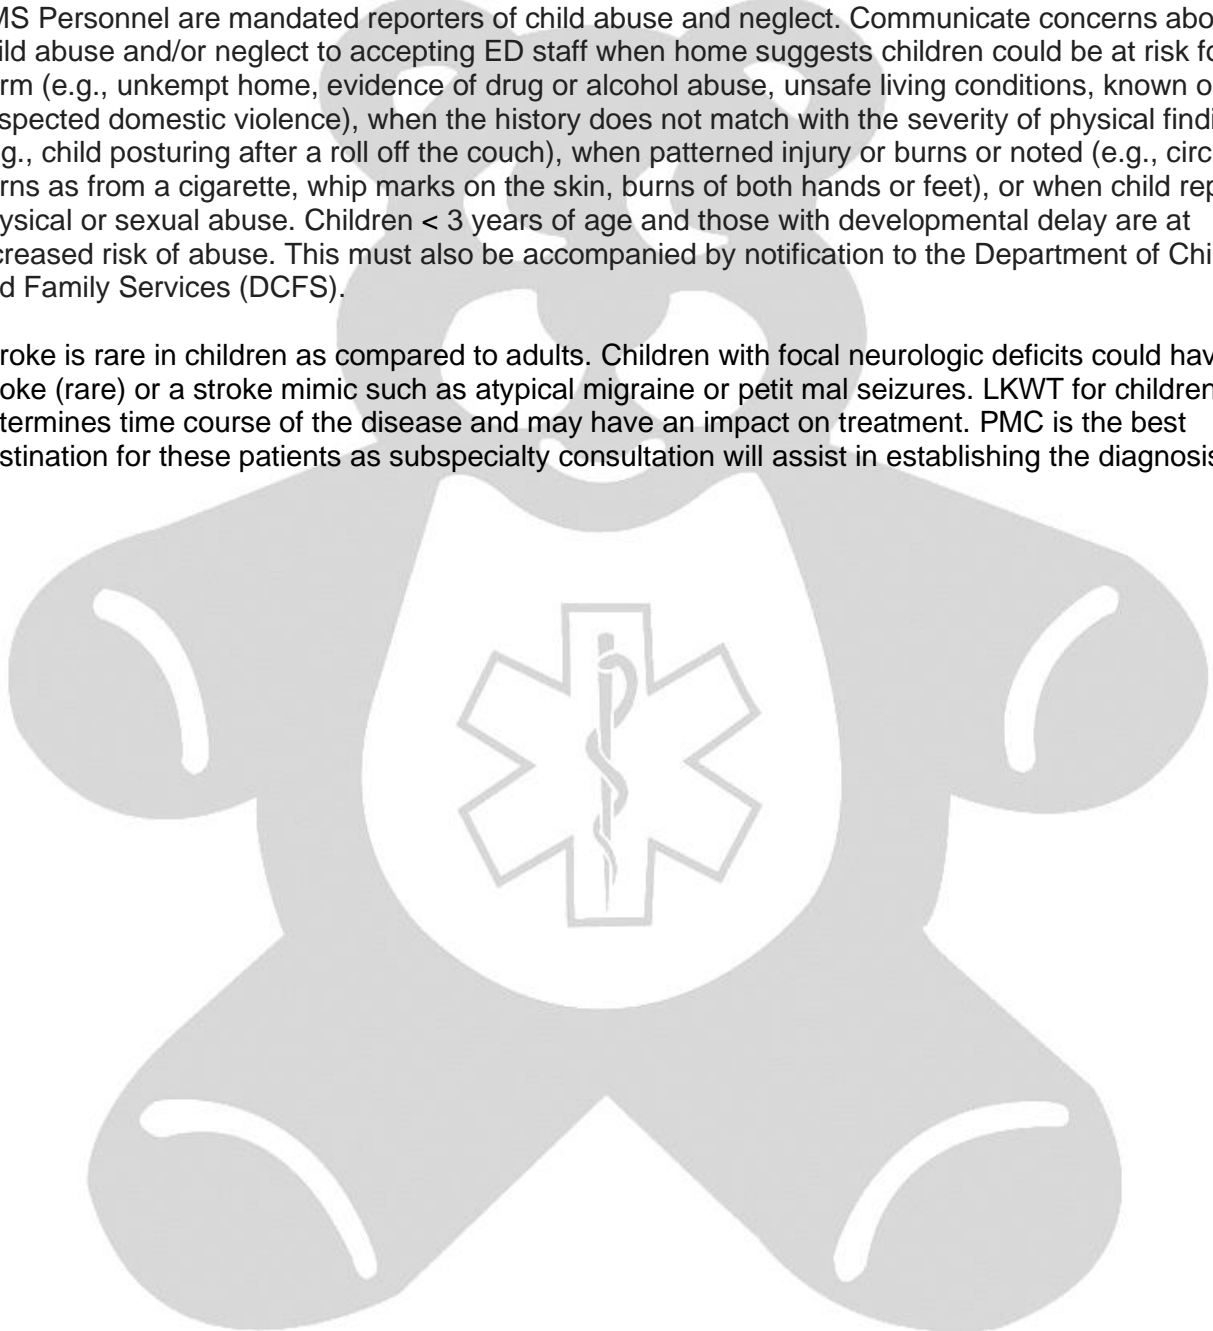 MS Personnel are mandated reporters of child abuse and neglect. Communicate concerns abo
ild abuse and/or neglect to accepting ED staff when home suggests children could be at risk fo
rm (e.g., unkempt home, evidence of drug or alcohol abuse, unsafe living conditions, known o
spected domestic violence), when the history does not match with the severity of physical findi
g., child posturing after a roll off the couch), when patterned injury or burns or noted (e.g., circ
rns as from a cigarette, whip marks on the skin, burns of both hands or feet), or when child rep
ysical or sexual abuse. Children < 3 years of age and those with developmental delay are at
creased risk of abuse. This must also be accompanied by notification to the Department of Chi
d Family Services (DCFS).
roke is rare in children as compared to adults. Children with focal neurologic deficits could hav
oke (rare) or a stroke mimic such as atypical migraine or petit mal seizures. LKWT for children
termines time course of the disease and may have an impact on treatment. PMC is the best
stination for these patients as subspecialty consultation will assist in establishing the diagnosis